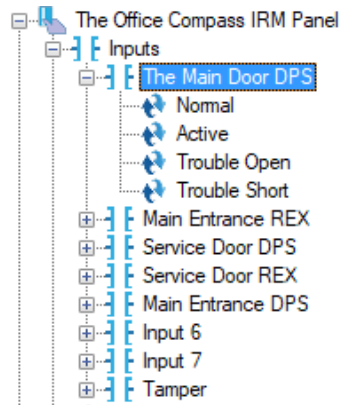 The Office Compass IRM Panel
Inputs
The Main Door DPS
Normal
Active
Trouble Open
Trouble Short
Main Entrance REX
Service Door DPS
Service Door REX
Main Entrance DPS
Input 6
Input 7
Tamper